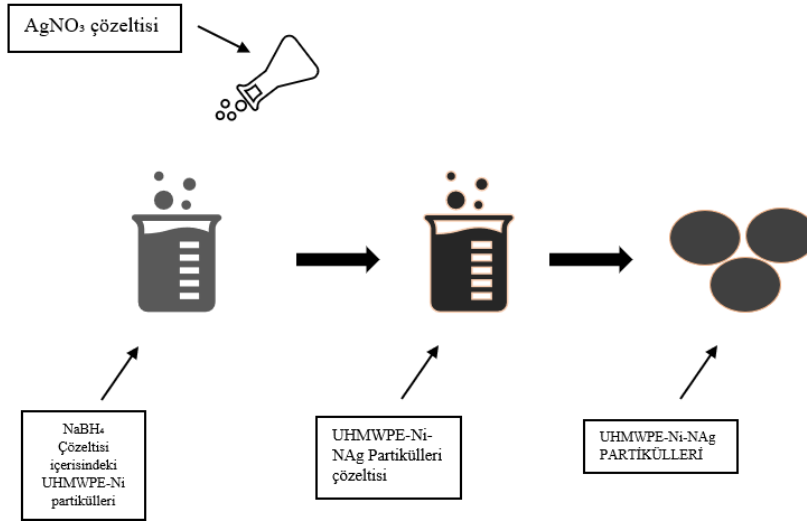 AgNO₃ çözeltisi
NaBH₄
Çözeltisi
içerisindeki
UHMWPE-Ni
partikülleri
UHMWPE-Ni-
NAg Partikülleri
çözeltisi
UHMWPE-Ni-NAg
PARTİKÜLLERİ